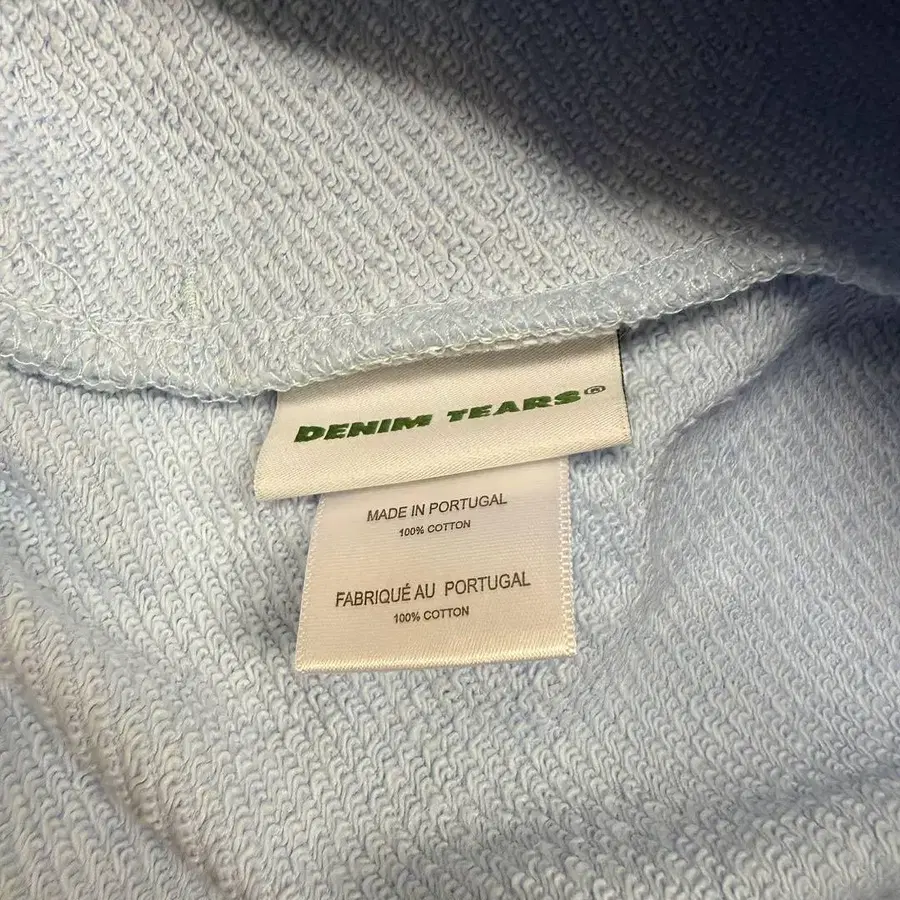 DENIM TEARS®
MADE IN PORTUGAL
100% COTTON
FABRIQUÉ AU PORTUGAL
100% COTTON